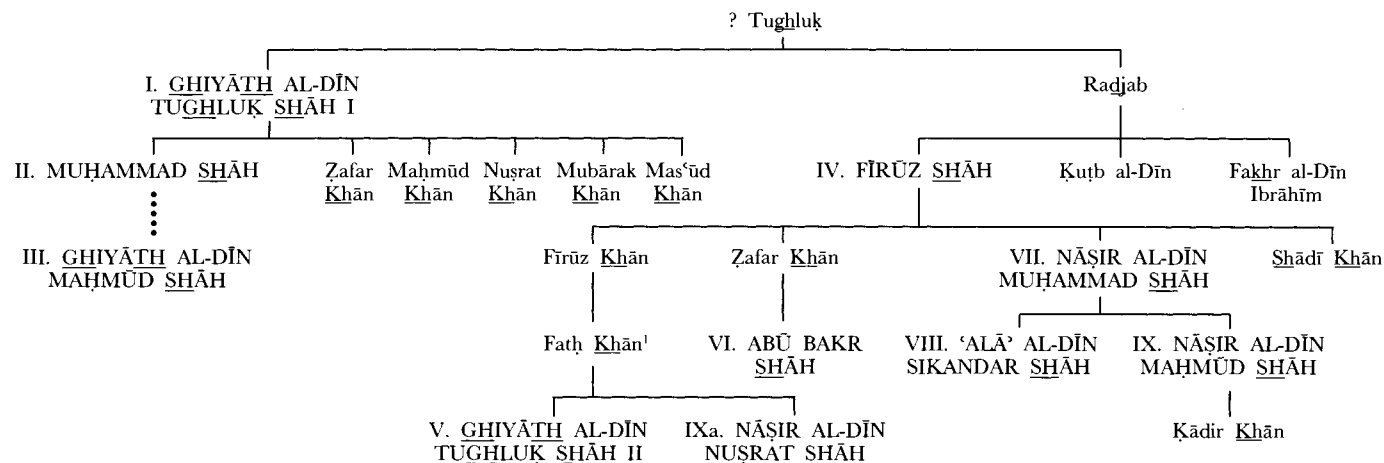 ? Tughluḳ
I. GHIYĀTH AL-DĪN
TUGHLUḲ SHĀH I
Radjab
II. MUḤAMMAD SHĀH
Ẓafar
Khān
Maḥmūd
Khān
Nuṣrat
Khān
Mubārak
Khān
Masʿūd
Khān
IV. FĪRŪZ SHĀH
Ḳuṭb al-Dīn
Fakhr al-Dīn
Ibrāhīm
III. GHIYĀTH AL-DĪN
MAḤMŪD SHĀH
Fīrūz Khān
Ẓafar Khān
VII. NĀṢIR AL-DĪN
MUḤAMMAD SHĀH
Shādī Khān
Fatḥ Khān¹
VI. ABŪ BAKR
SHĀH
VIII. ʿALĀʾ AL-DĪN
SIKANDAR SHĀH
IX. NĀṢIR AL-DĪN
MAḤMŪD SHĀH
V. GHIYĀTH AL-DĪN
TUGHLUḲ SHĀH II
IXa. NĀṢIR AL-DĪN
NUṢRAT SHĀH
Ḳādir Khān